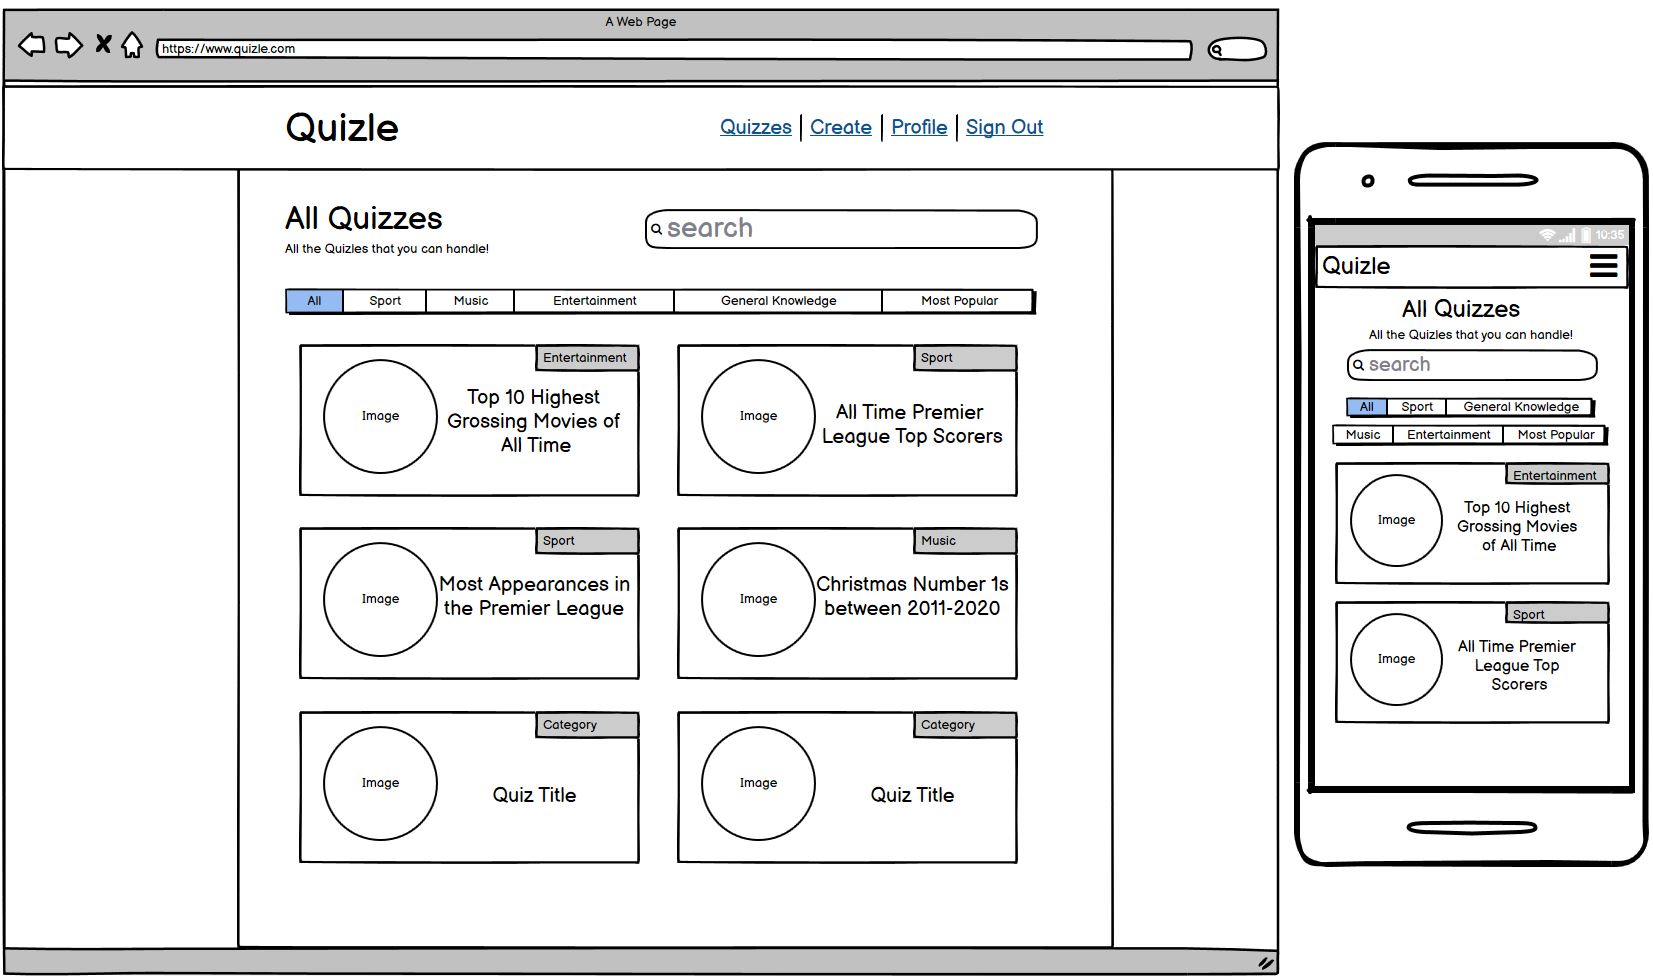 A Web Page
https://www.quizle.com
Quizle
Quizzes | Create | Profile | Sign Out
All Quizzes
All the Quizles that you can handle!
search
All Sport Music Entertainment General Knowledge Most Popular
Entertainment
Image
Top 10 Highest
Grossing Movies of
All Time
Sport
Image
All Time Premier
League Top Scorers
Sport
Image
Most Appearances in
the Premier League
Music
Image
Christmas Number 1s
between 2011-2020
Category
Image
Quiz Title
Category
Image
Quiz Title
10:35
Quizle
All Quizzes
All the Quizles that you can handle!
search
All Sport General Knowledge
Music Entertainment Most Popular
Entertainment
Image
Top 10 Highest
Grossing Movies
of All Time
Sport
Image
All Time Premier
League Top
Scorers